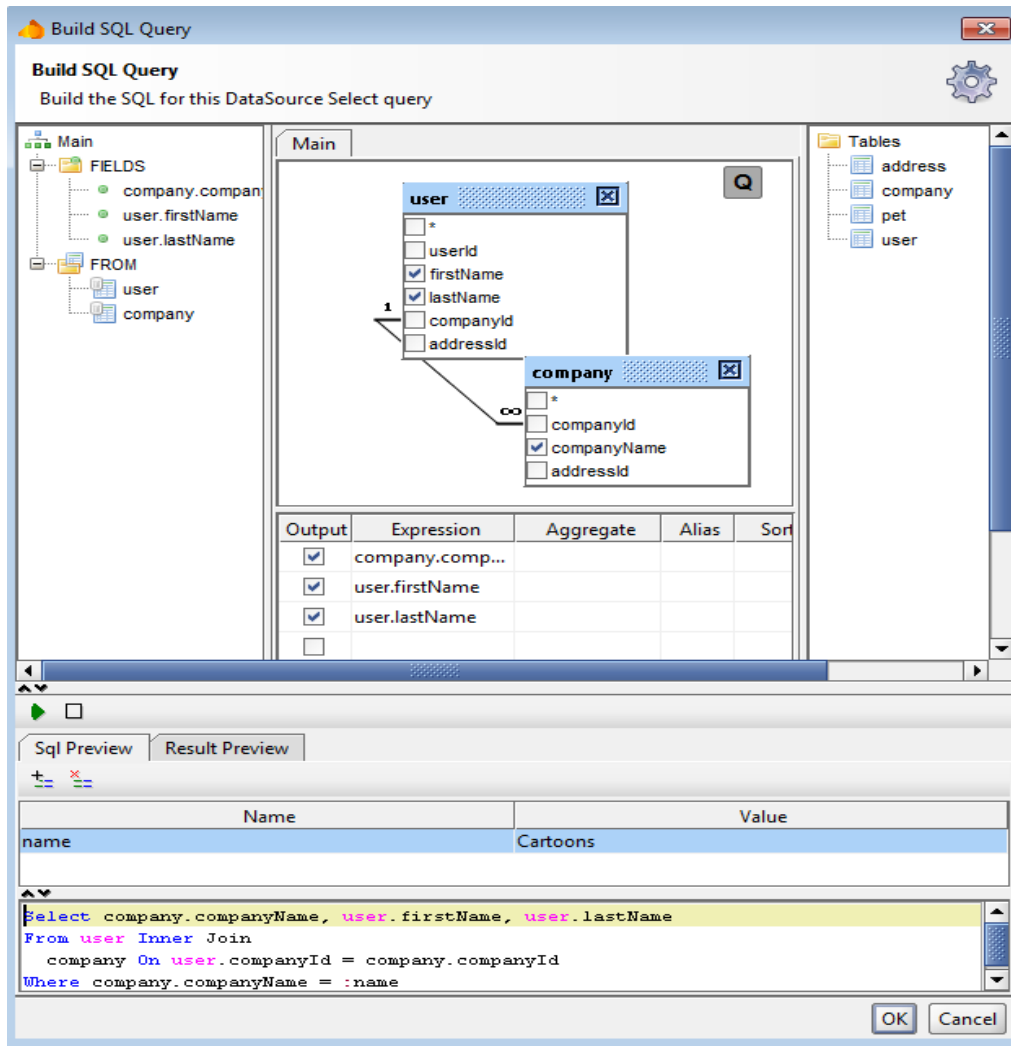 Build SQL Query
Build SQL Query
Build the SQL for this DataSource Select query
Main
FIELDS
company.compan
user.firstName
user.lastName
FROM
user
company
Main
Q
user
*
userId
firstName
lastName
companyId
addressId
1
∞
company
*
companyId
companyName
addressId
Output Expression Aggregate Alias Sort
company.comp...
user.firstName
user.lastName
Tables
address
company
pet
user
Sql Preview Result Preview
Name Value
name Cartoons
Select company.companyName, user.firstName, user.lastName
From user Inner Join
company On user.companyId = company.companyId
Where company.companyName = :name
OK Cancel